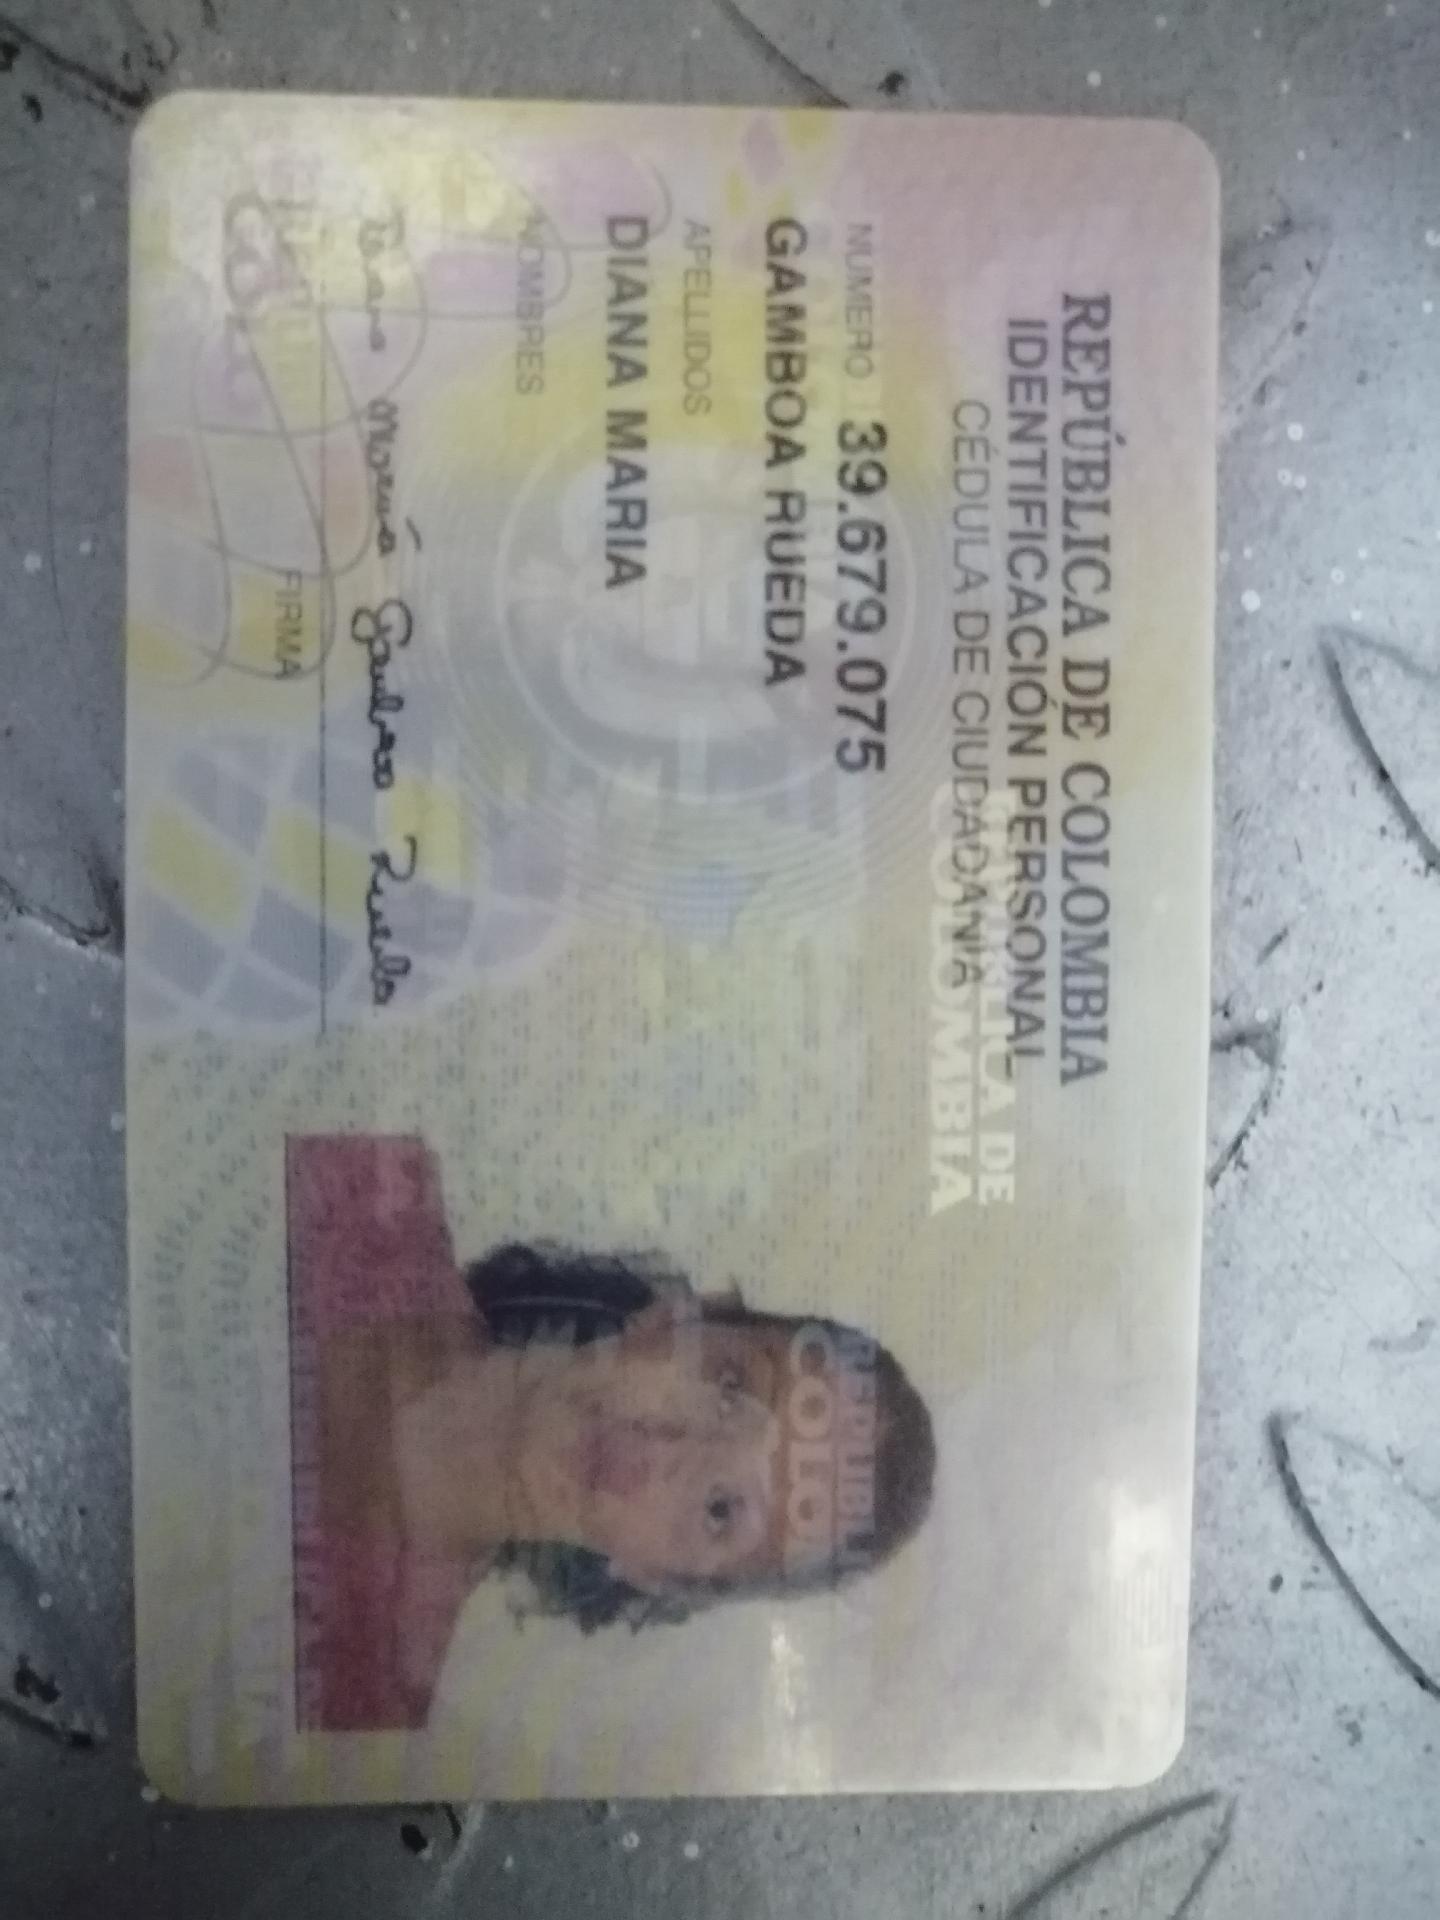 REPÚBLICA DE COLOMBIA
IDENTIFICACIÓN PERSONAL
CÉDULA DE CIUDADANIA
REPÚBLICA DE
COLOMBIA
NUMERO 39.679.075
GAMBOA RUEDA
APELLIDOS
DIANA MARIA
NOMBRES
Diana María Gamboa Rueda
FIRMA